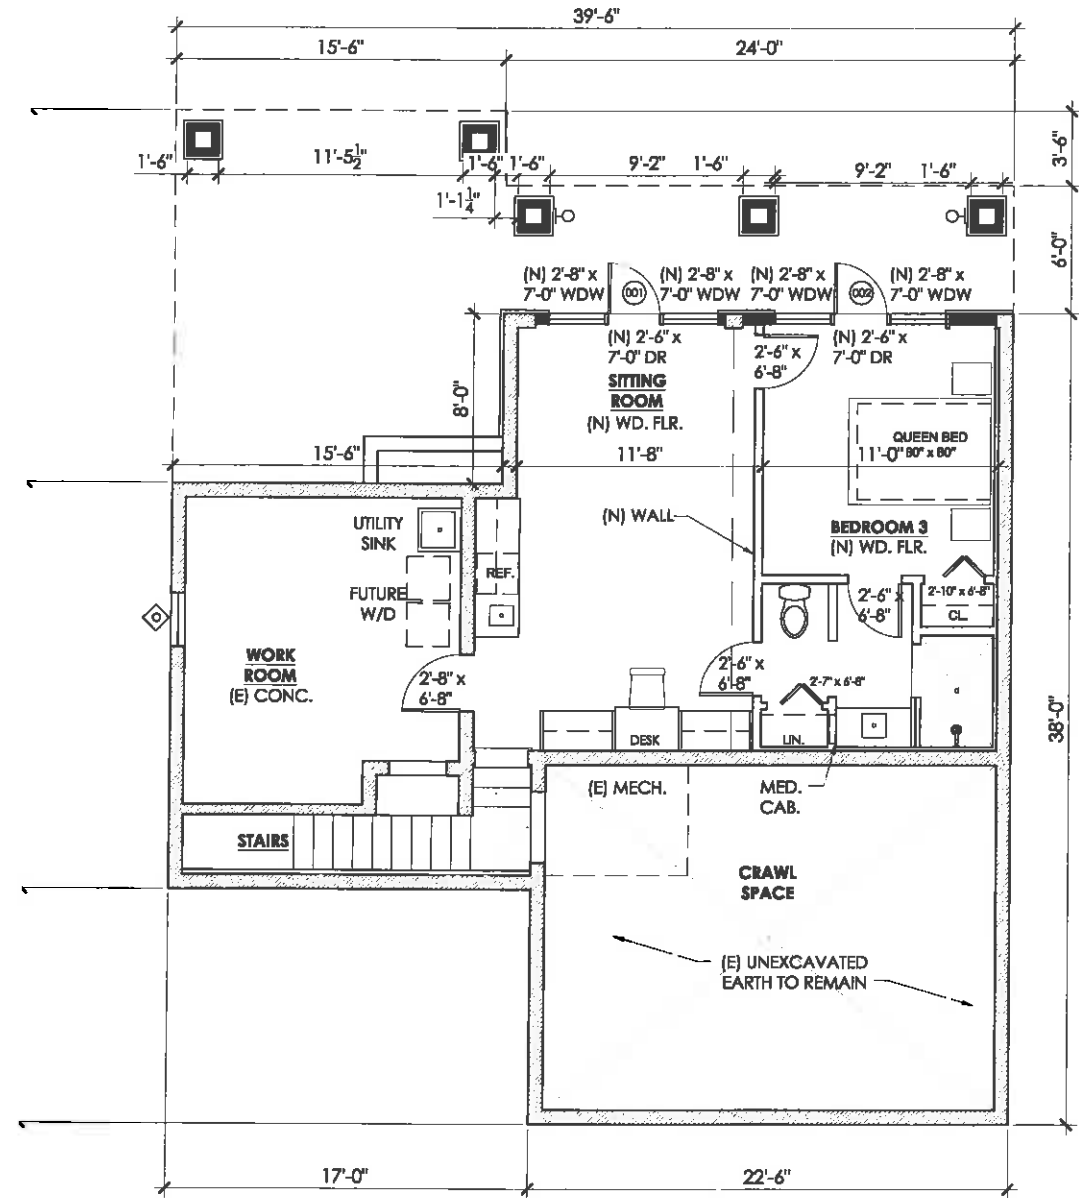 39'-6"
15'-6"
24'-0"
3'-6"
1'-6"
11'-5 1/2"
1'-6"
1'-6"
9'-2"
1'-6"
9'-2"
1'-6"
1'-1 1/4"
6'-0"
(N) 2'-8" x
7'-0" WDW
001
(N) 2'-8" x
7'-0" WDW
(N) 2'-8" x
7'-0" WDW
002
(N) 2'-8" x
7'-0" WDW
(N) 2'-6" x
7'-0" DR
2'-6" x
6'-8"
(N) 2'-6" x
7'-0" DR
SITTING
ROOM
(N) WD. FLR.
8'-0"
15'-6"
11'-8"
11'-0"
QUEEN BED
80" x 80"
UTILITY
SINK
(N) WALL
BEDROOM 3
(N) WD. FLR.
REF.
FUTURE
W/D
2'-6" x
6'-8"
2'-10" x 6'-8"
CL.
WORK
ROOM
(E) CONC.
2'-8" x
6'-8"
2'-6" x
6'-8"
2'-7" x 6'-8"
38'-0"
DESK
LIN.
(E) MECH.
MED.
CAB.
STAIRS
CRAWL
SPACE
(E) UNEXCAVATED
EARTH TO REMAIN
17'-0"
22'-6"